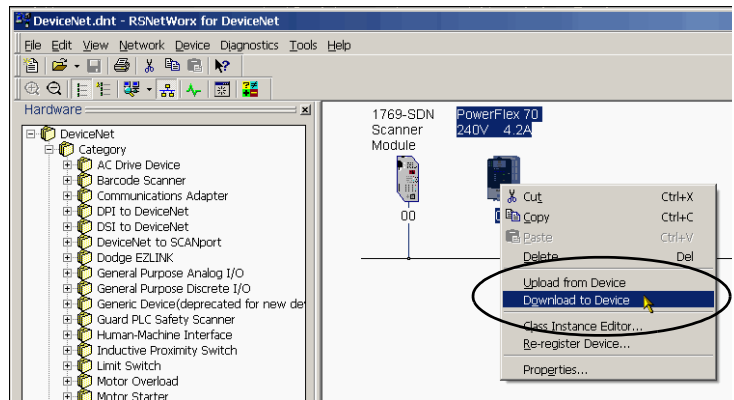 DeviceNet.dnt - RSNetWorx for DeviceNet
File Edit View Network Device Diagnostics Tools Help
Hardware
DeviceNet
Category
AC Drive Device
Barcode Scanner
Communications Adapter
DPI to DeviceNet
DSI to DeviceNet
DeviceNet to SCANport
Dodge EZLINK
General Purpose Analog I/O
General Purpose Discrete I/O
Generic Device(deprecated for new de
Guard PLC Safety Scanner
Human-Machine Interface
Inductive Proximity Switch
Limit Switch
Motor Overload
Motor Starter
1769-SDN
Scanner
Module
00
PowerFlex 70
240V 4.2A
Cut Ctrl+X
Copy Ctrl+C
Paste Ctrl+V
Delete Del
Upload from Device
Download to Device
Class Instance Editor...
Re-register Device...
Properties...